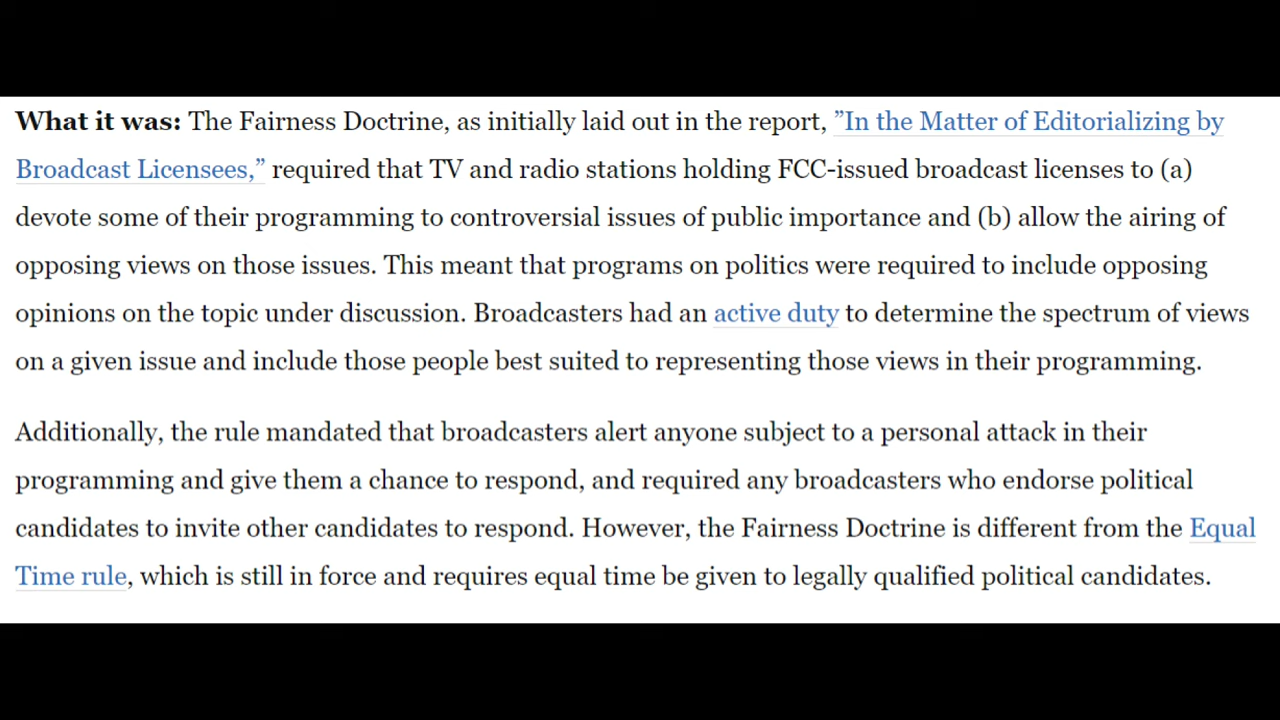 What it was: The Fairness Doctrine, as initially laid out in the report, ”In the Matter of Editorializing by
Broadcast Licensees,” required that TV and radio stations holding FCC-issued broadcast licenses to (a)
devote some of their programming to controversial issues of public importance and (b) allow the airing of
opposing views on those issues. This meant that programs on politics were required to include opposing
opinions on the topic under discussion. Broadcasters had an active duty to determine the spectrum of views
on a given issue and include those people best suited to representing those views in their programming.
Additionally, the rule mandated that broadcasters alert anyone subject to a personal attack in their
programming and give them a chance to respond, and required any broadcasters who endorse political
candidates to invite other candidates to respond. However, the Fairness Doctrine is different from the Equal
Time rule, which is still in force and requires equal time be given to legally qualified political candidates.